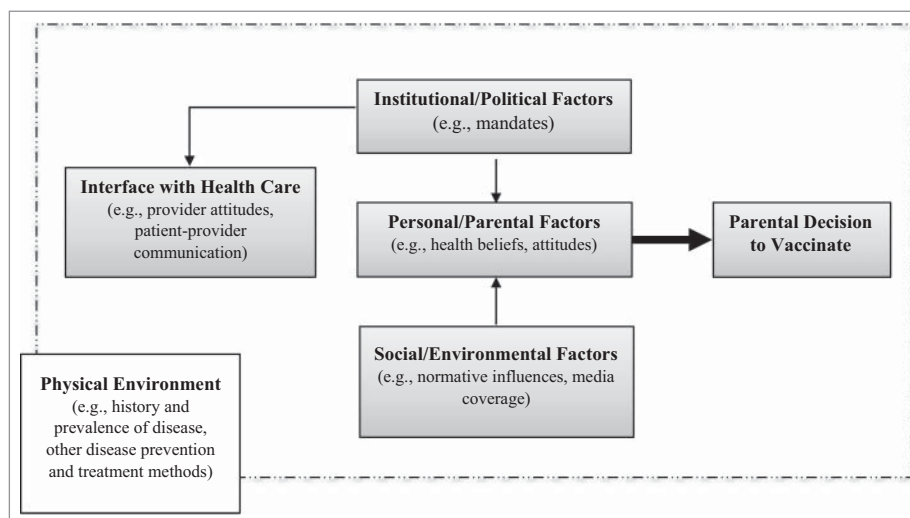 Institutional/Political Factors
(e.g., mandates)
Interface with Health Care
(e.g., provider attitudes,
patient-provider
communication)
Personal/Parental Factors
(e.g., health beliefs, attitudes)
Parental Decision
to Vaccinate
Social/Environmental Factors
(e.g., normative influences, media
coverage)
Physical Environment
(e.g., history and
prevalence of disease,
other disease prevention
and treatment methods)